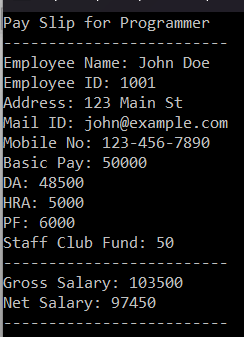 Pay Slip for Programmer
-------------------------
Employee Name: John Doe
Employee ID: 1001
Address: 123 Main St
Mail ID: john@example.com
Mobile No: 123-456-7890
Basic Pay: 50000
DA: 48500
HRA: 5000
PF: 6000
Staff Club Fund: 50
-------------------------
Gross Salary: 103500
Net Salary: 97450
-------------------------